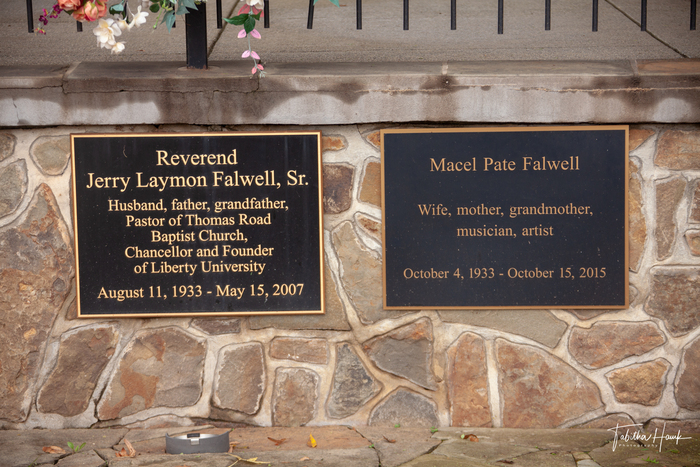 Reverend
Jerry Laymon Falwell, Sr.
Husband, father, grandfather,
Pastor of Thomas Road
Baptist Church,
Chancellor and Founder
of Liberty University
August 11, 1933 - May 15, 2007
Macel Pate Falwell
Wife, mother, grandmother,
musician, artist
October 4, 1933 - October 15, 2015
Tabitha Hawk
PHOTOGRAPHY